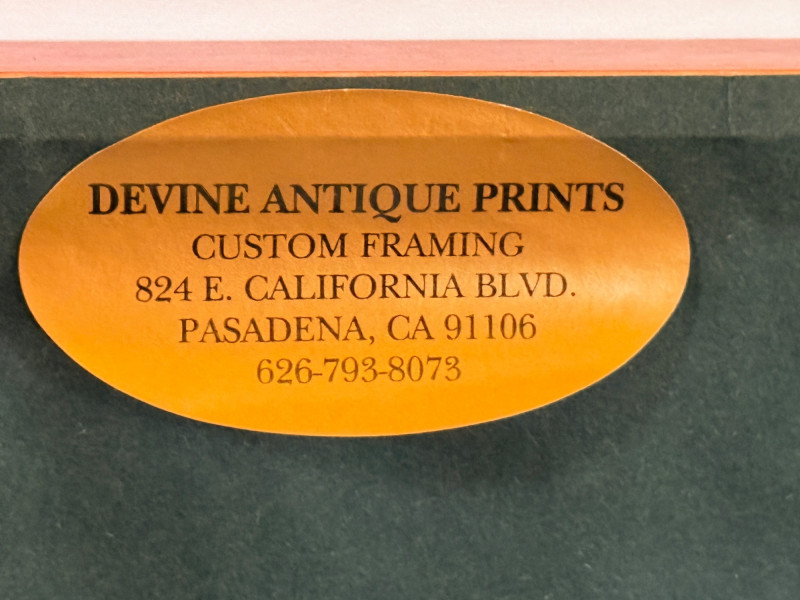 DEVINE ANTIQUE PRINTS
CUSTOM FRAMING
824 E. CALIFORNIA BLVD.
PASADENA, CA 91106
626-793-8073